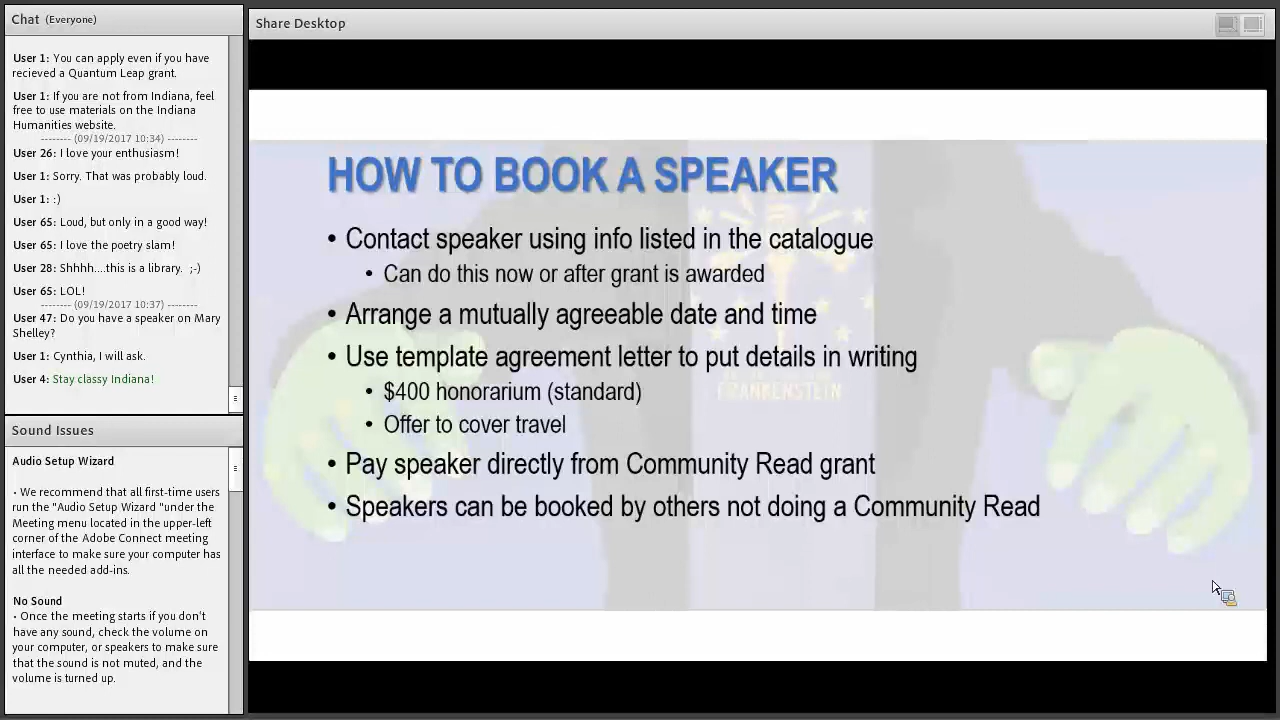 Chat (Everyone)
User 1: You can apply even if you have
recieved a Quantum Leap grant.
User 1: If you are not from Indiana, feel
free to use materials on the Indiana
Humanities website.
-------- (09/19/2017 10:34) --------
User 26: I love your enthusiasm!
User 1: Sorry. That was probably loud.
User 1: :)
User 65: Loud, but only in a good way!
User 65: I love the poetry slam!
User 28: Shhhh....this is a library. ;-)
User 65: LOL!
-------- (09/19/2017 10:37) --------
User 47: Do you have a speaker on Mary
Shelley?
User 1: Cynthia, I will ask.
User 4: Stay classy Indiana!
Sound Issues
Audio Setup Wizard
• We recommend that all first-time users
run the "Audio Setup Wizard "under the
Meeting menu located in the upper-left
corner of the Adobe Connect meeting
interface to make sure your computer has
all the needed add-ins.
No Sound
• Once the meeting starts if you don't
have any sound, check the volume on
your computer, or speakers to make sure
that the sound is not muted, and the
volume is turned up.
Share Desktop
HOW TO BOOK A SPEAKER
• Contact speaker using info listed in the catalogue
• Can do this now or after grant is awarded
• Arrange a mutually agreeable date and time
• Use template agreement letter to put details in writing
• $400 honorarium (standard)
• Offer to cover travel
• Pay speaker directly from Community Read grant
• Speakers can be booked by others not doing a Community Read
FRANKENSTEIN